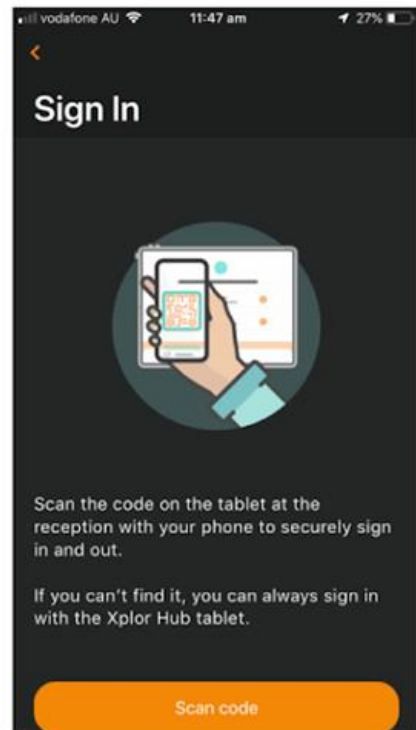 vodafone AU 11:47 am 27%
Sign In
Scan the code on the tablet at the
reception with your phone to securely sign
in and out.
If you can't find it, you can always sign in
with the Xplor Hub tablet.
Scan code